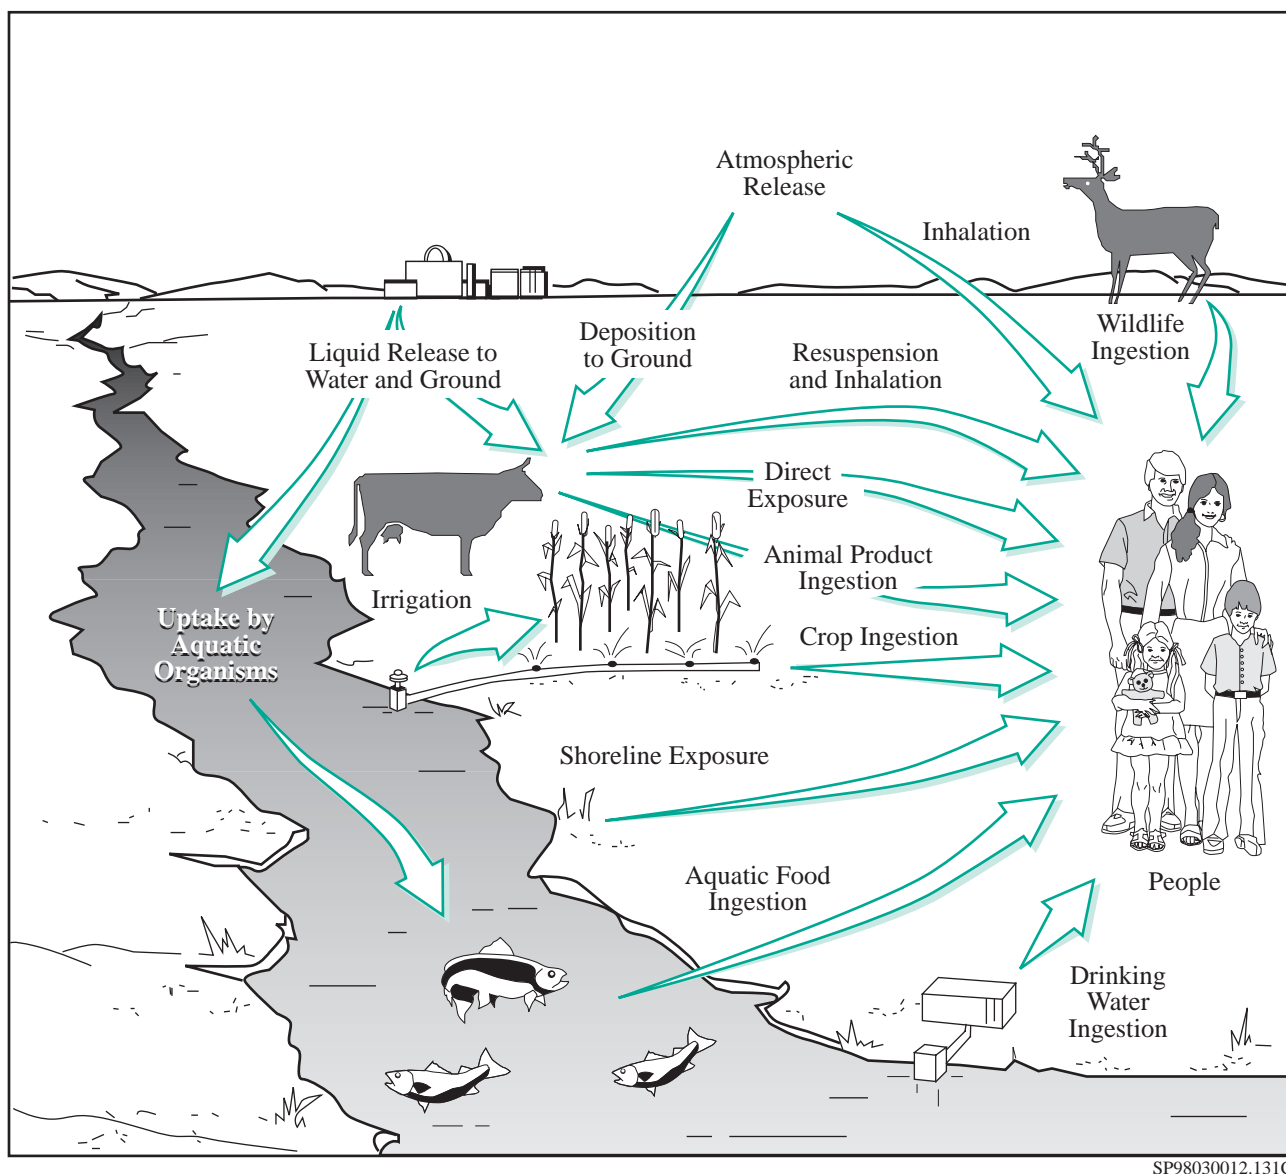 Atmospheric
Release
Inhalation
Wildlife
Ingestion
Deposition
to Ground
Liquid Release to
Water and Ground
Resuspension
and Inhalation
Direct
Exposure
Animal Product
Ingestion
Irrigation
Uptake by
Aquatic
Organisms
Crop Ingestion
Shoreline Exposure
Aquatic Food
Ingestion
People
Drinking
Water
Ingestion